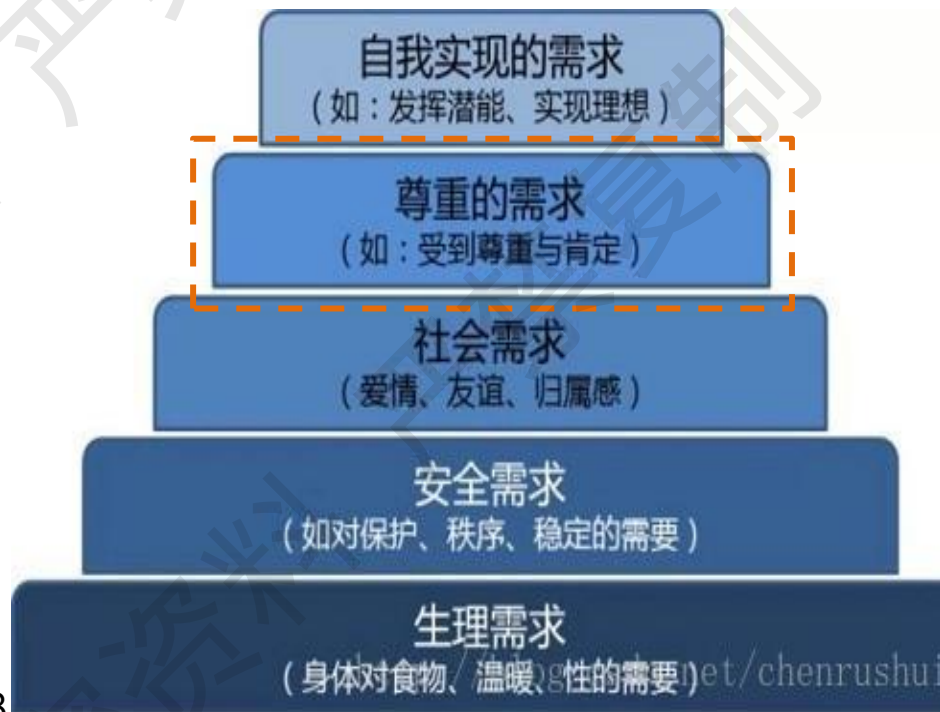 自我实现的需求
（如：发挥潜能、实现理想）
尊重的需求
（如：受到尊重与肯定）
社会需求
（爱情、友谊、归属感）
安全需求
（如对保护、秩序、稳定的需要）
生理需求
（身体对食物、温暖、性的需要）